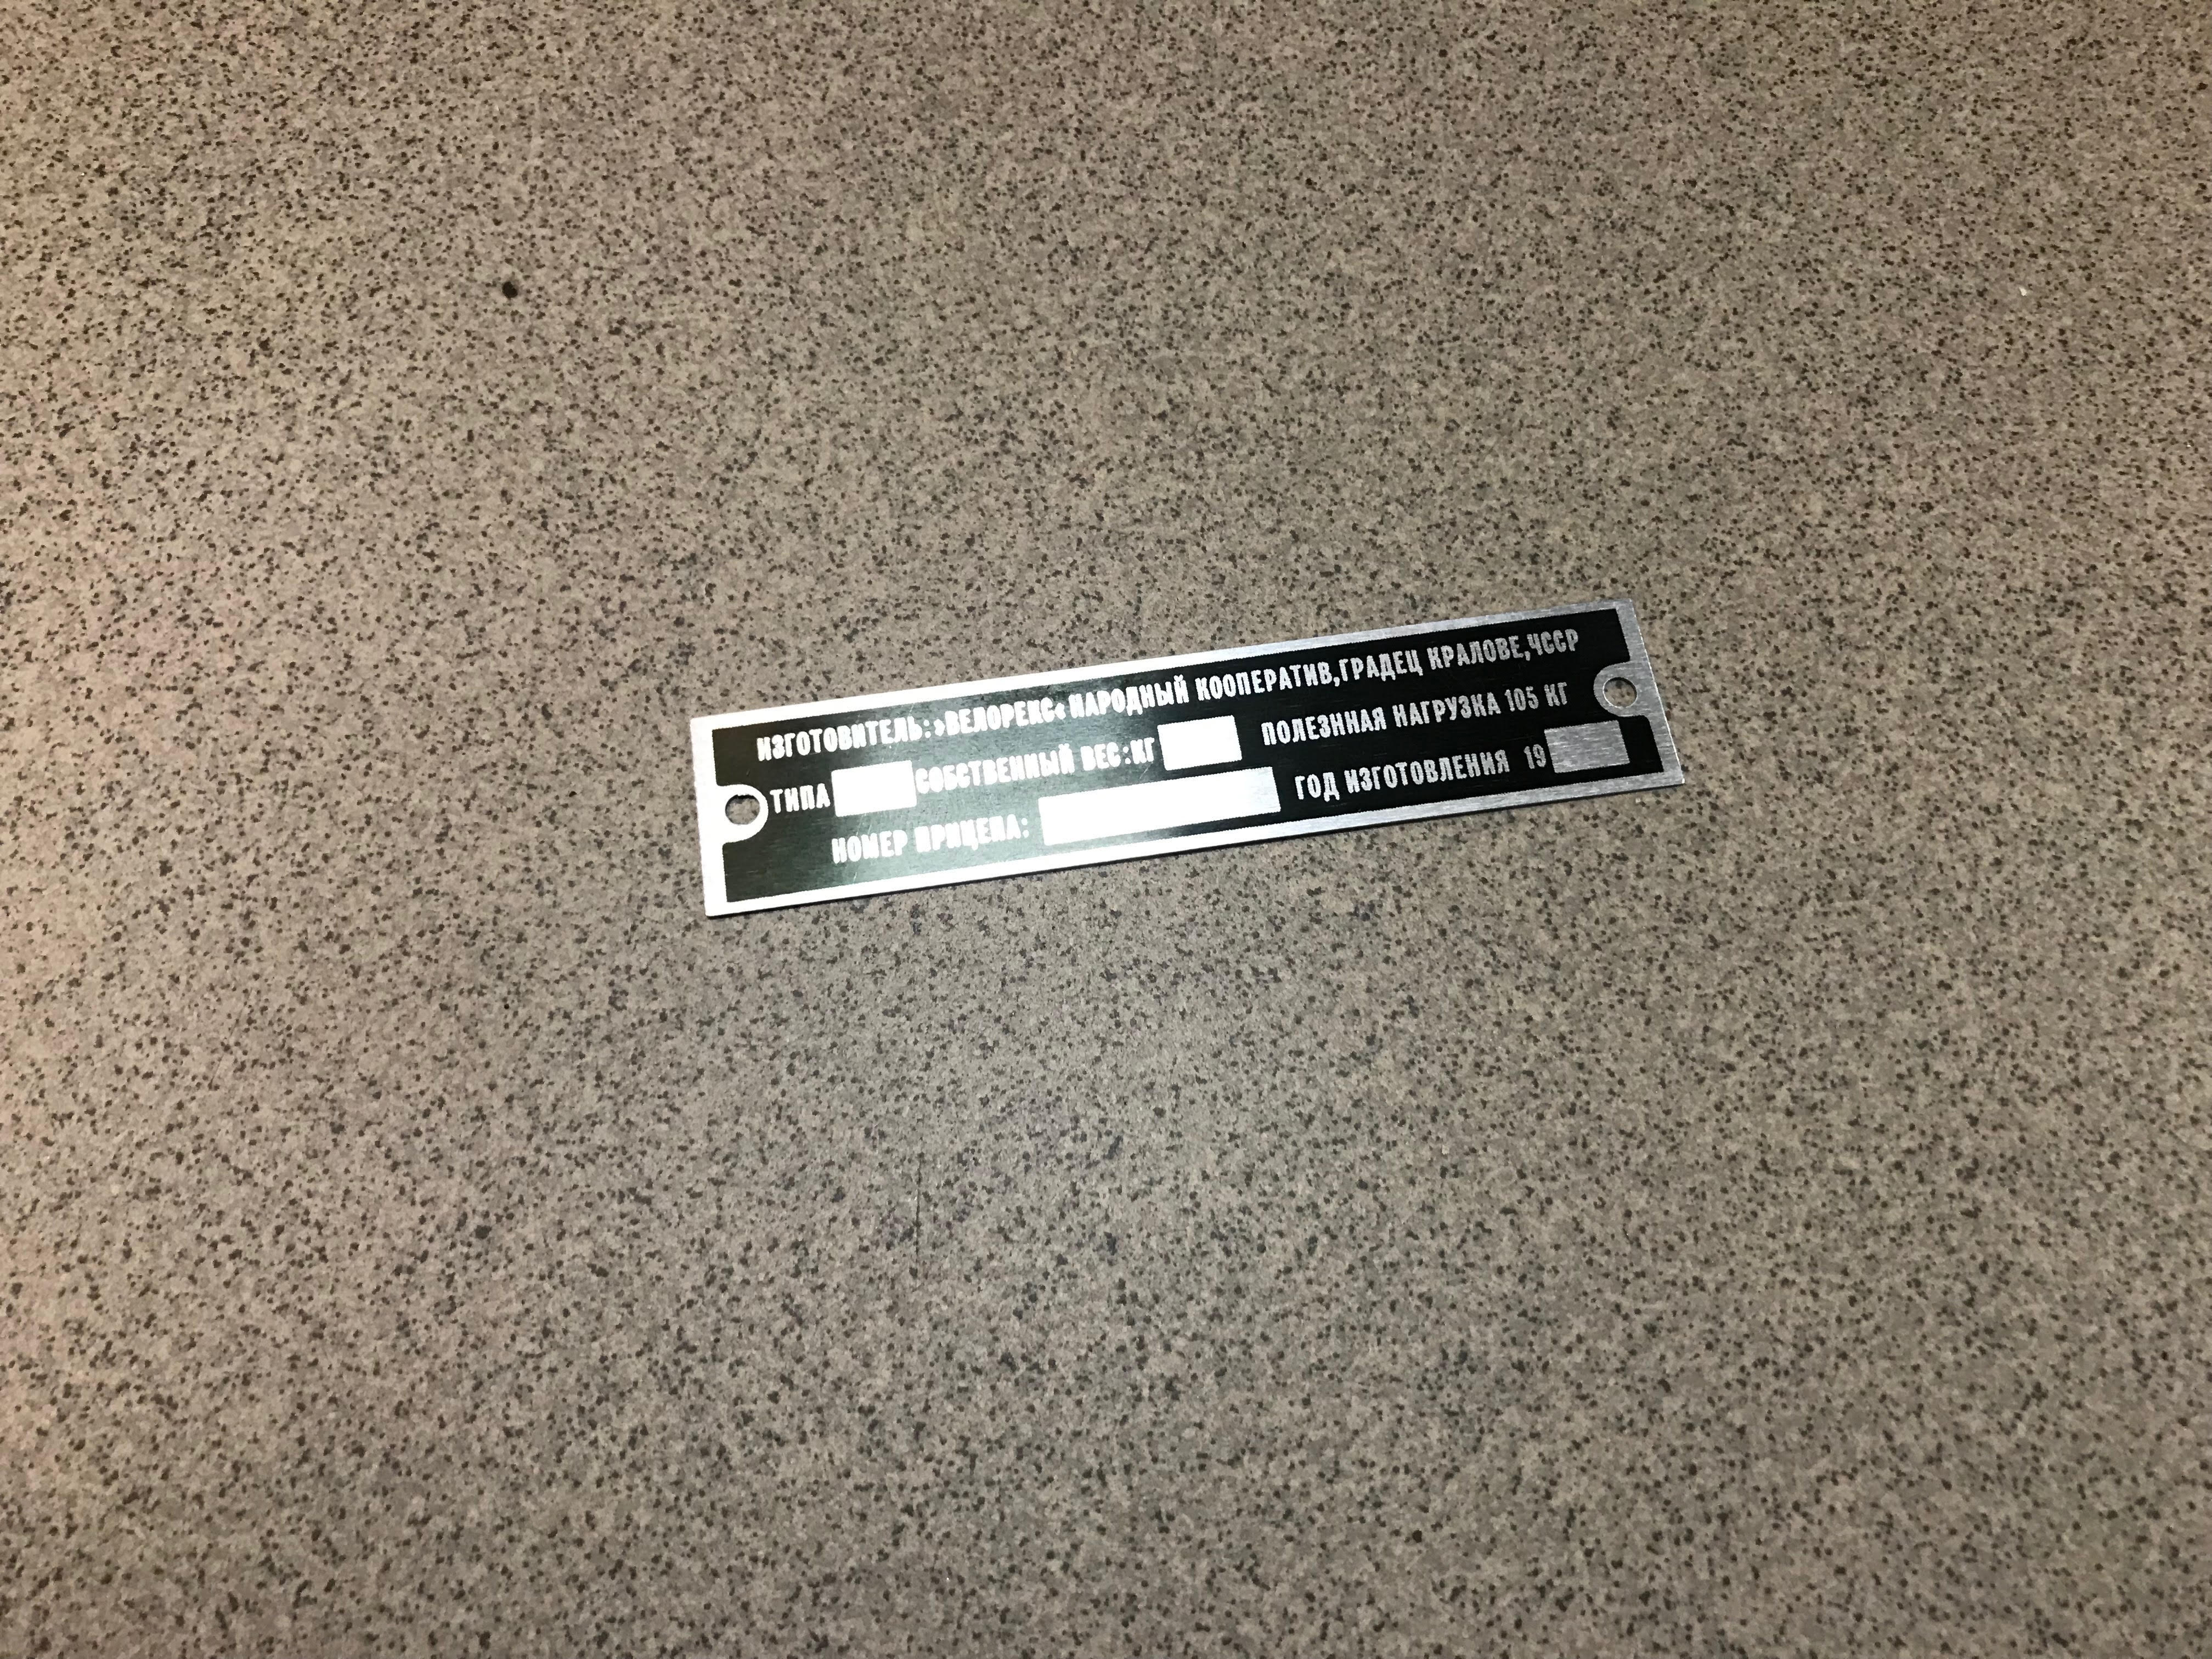 ИЗГОТОВИТЕЛЬ:»ВЕЛОРЕКС« НАРОДНЫЙ КООПЕРАТИВ,ГРАДЕЦ КРАЛОВЕ,ЧССР
ТИПА СОБСТВЕННЫЙ ВЕС:КГ ПОЛЕЗННАЯ НАГРУЗКА 105 КГ
НОМЕР ПРИЦЕПА: ГОД ИЗГОТОВЛЕНИЯ 19